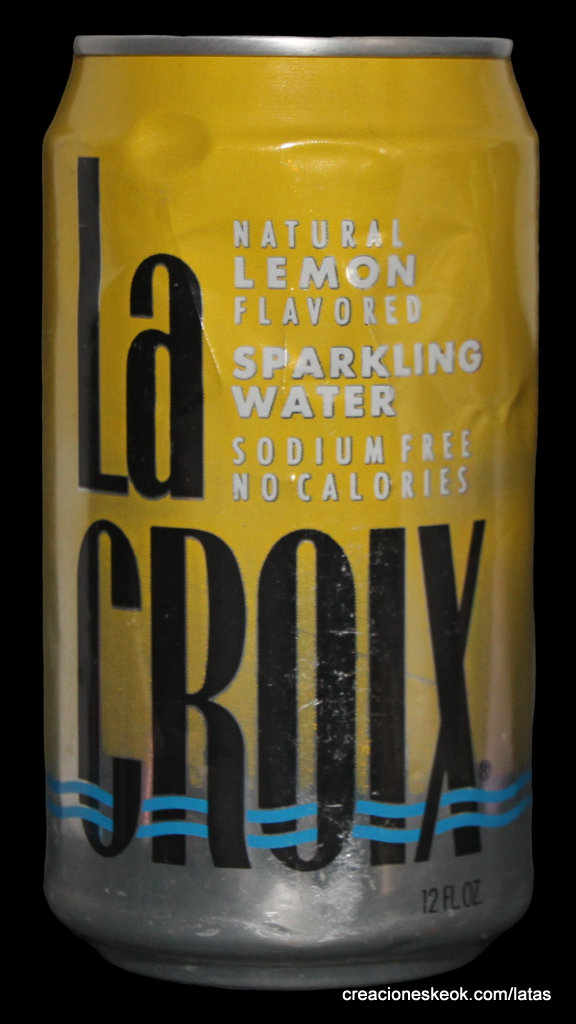 La
NATURAL
LEMON
FLAVORED
SPARKLING
WATER
SODIUM FREE
NO CALORIES
CROIX®
12 FL OZ
creacioneskeok.com/latas